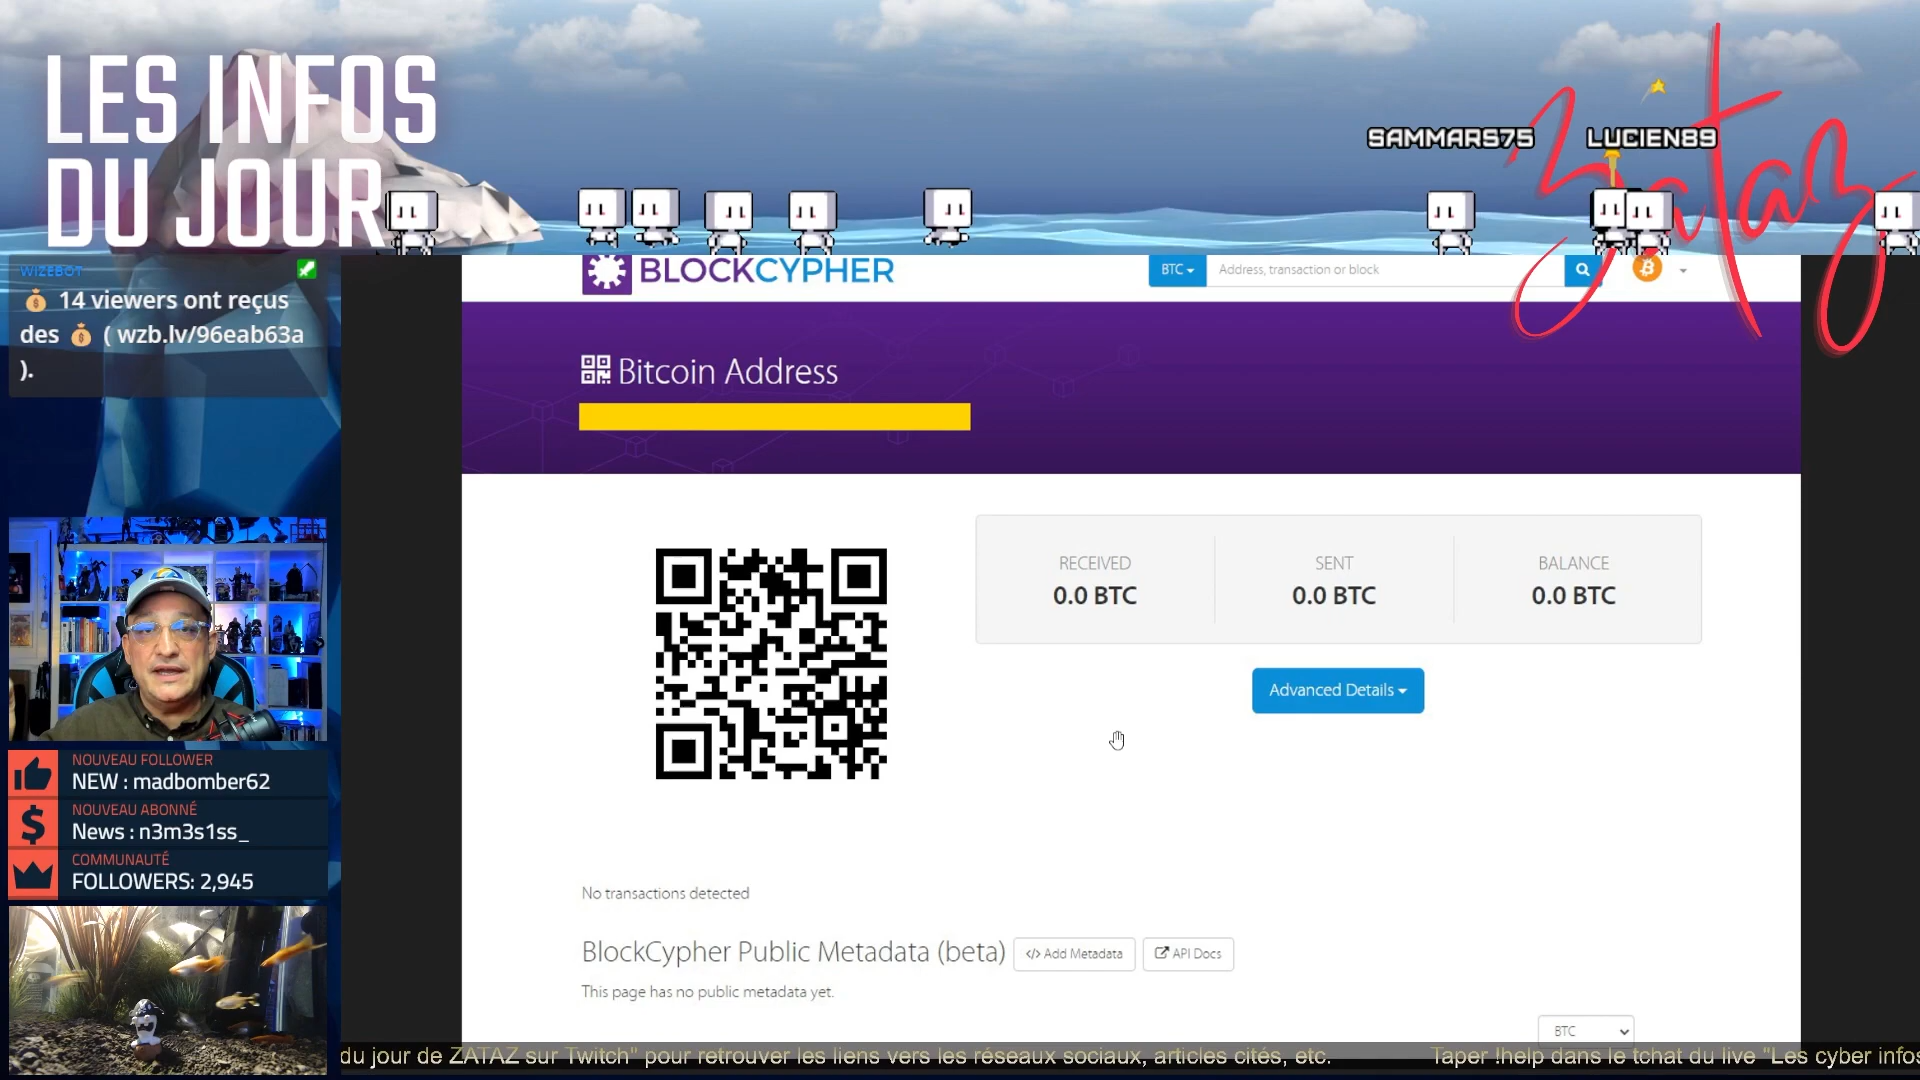 LES INFOS
DU JOUR
SAMMARS75
LUCIEN89
Zataz
WIZEBOT
14 viewers ont reçus
des ( wzb.lv/96eab63a
).
BLOCKCYPHER
BTC
Address, transaction or block
Bitcoin Address
RECEIVED
0.0 BTC
SENT
0.0 BTC
BALANCE
0.0 BTC
Advanced Details
NOUVEAU FOLLOWER
NEW : madbomber62
NOUVEAU ABONNÉ
News : n3m3s1ss_
COMMUNAUTÉ
FOLLOWERS: 2,945
No transactions detected
BlockCypher Public Metadata (beta)
</> Add Metadata
API Docs
This page has no public metadata yet.
BTC
du jour de ZATAZ sur Twitch" pour retrouver les liens vers les réseaux sociaux, articles cités, etc.
Taper !help dans le tchat du live "Les cyber infos